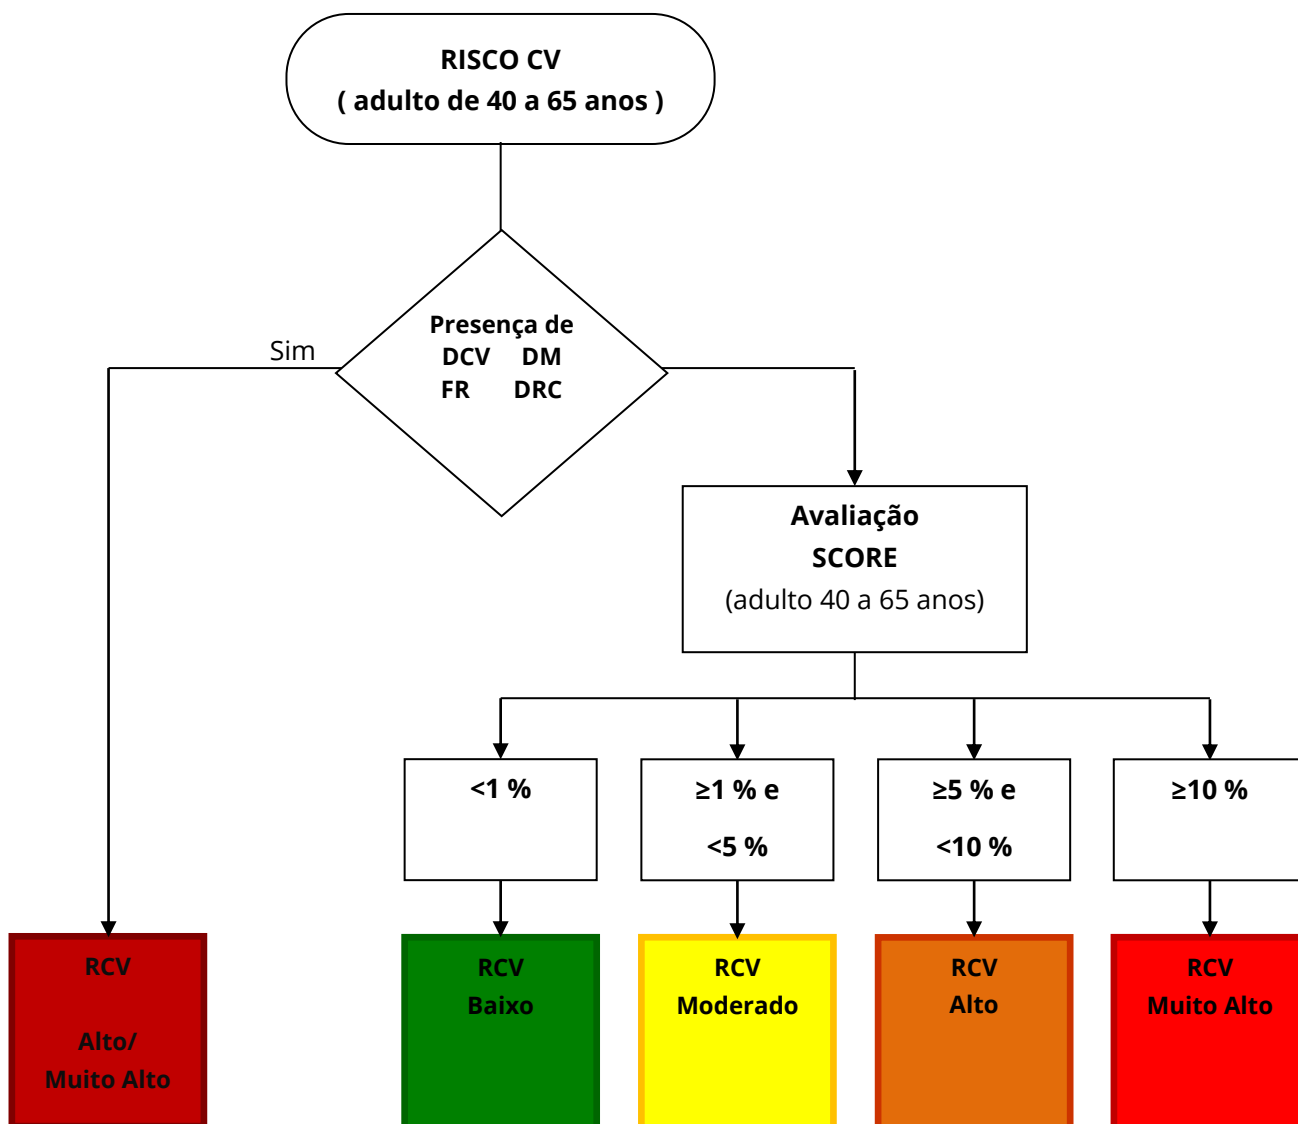 RISCO CV
( adulto de 40 a 65 anos )
Presença de
DCV DM
FR DRC
Sim
Avaliação
SCORE
(adulto 40 a 65 anos)
<1 %
≥1 % e
<5 %
≥5 % e
<10 %
≥10 %
RCV
Alto/
Muito Alto
RCV
Baixo
RCV
Moderado
RCV
Alto
RCV
Muito Alto